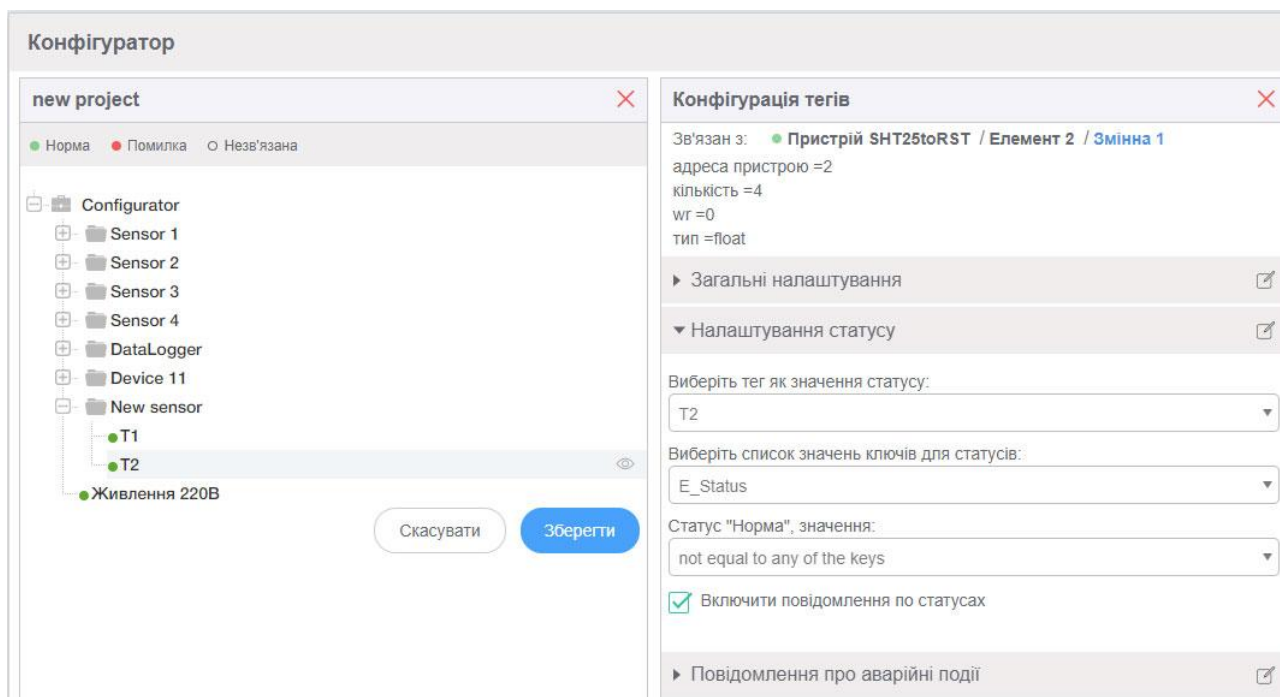 Конфігуратор
new project
Норма Помилка Незв'язана
Configurator
Sensor 1
Sensor 2
Sensor 3
Sensor 4
DataLogger
Device 11
New sensor
T1
T2
Живлення 220В
Скасувати Зберегти
Конфігурація тегів
Зв'язан з: Пристрій SHT25toRST / Елемент 2 / Змінна 1
адреса пристрою =2
кількість =4
wr =0
тип =float
Загальні налаштування
Налаштування статусу
Виберіть тег як значення статусу:
T2
Виберіть список значень ключів для статусів:
E_Status
Статус "Норма", значення:
not equal to any of the keys
Включити повідомлення по статусах
Повідомлення про аварійні події